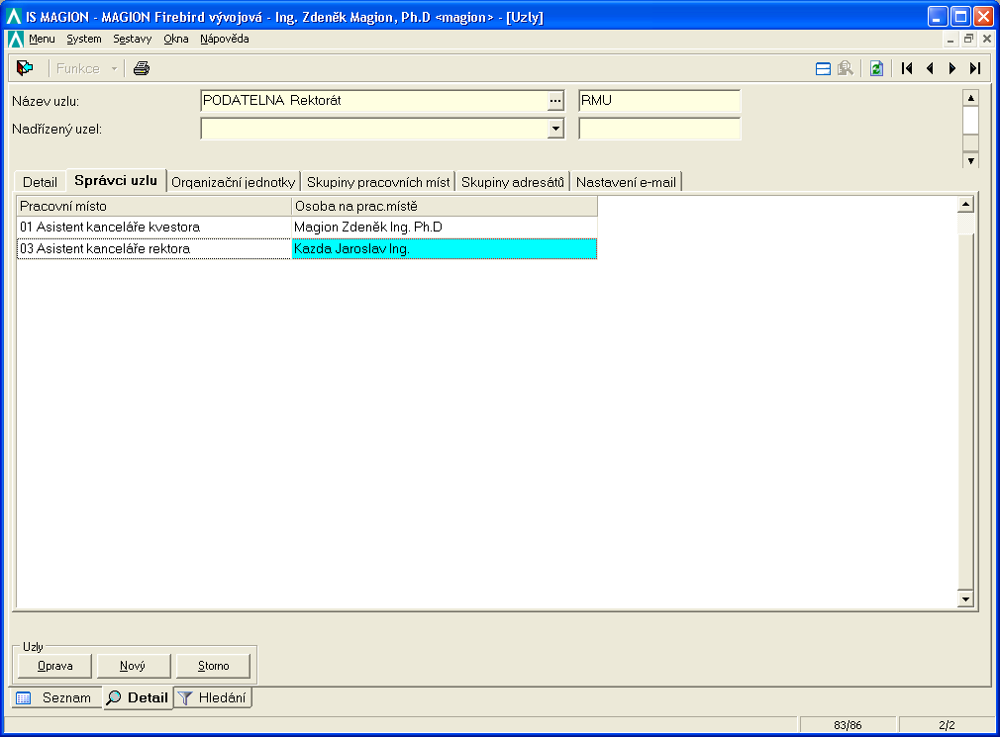 IS MAGION - MAGION Firebird vývojová - Ing. Zdeněk Magion, Ph.D <magion> - [Uzly]
Menu System Sestavy Okna Nápověda
Funkce
Název uzlu: PODATELNA Rektorát ... RMU
Nadřízený uzel:
Detail Správci uzlu Organizační jednotky Skupiny pracovních míst Skupiny adresátů Nastavení e-mail
Pracovní místo Osoba na prac.místě
01 Asistent kanceláře kvestora Magion Zdeněk Ing. Ph.D
03 Asistent kanceláře rektora Kazda Jaroslav Ing.
Uzly
Oprava Nový Storno
Seznam Detail Hledání
83/86 2/2